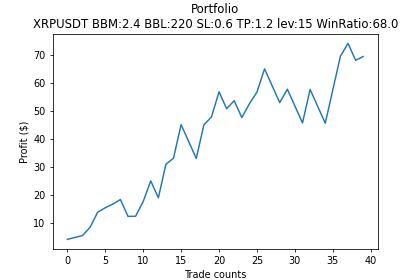 Portfolio
XRPUSDT BBM:2.4 BBL:220 SL:0.6 TP:1.2 lev:15 WinRatio:68.0
70
60
50
40
30
20
10
Profit ($)
0 5 10 15 20 25 30 35 40
Trade counts